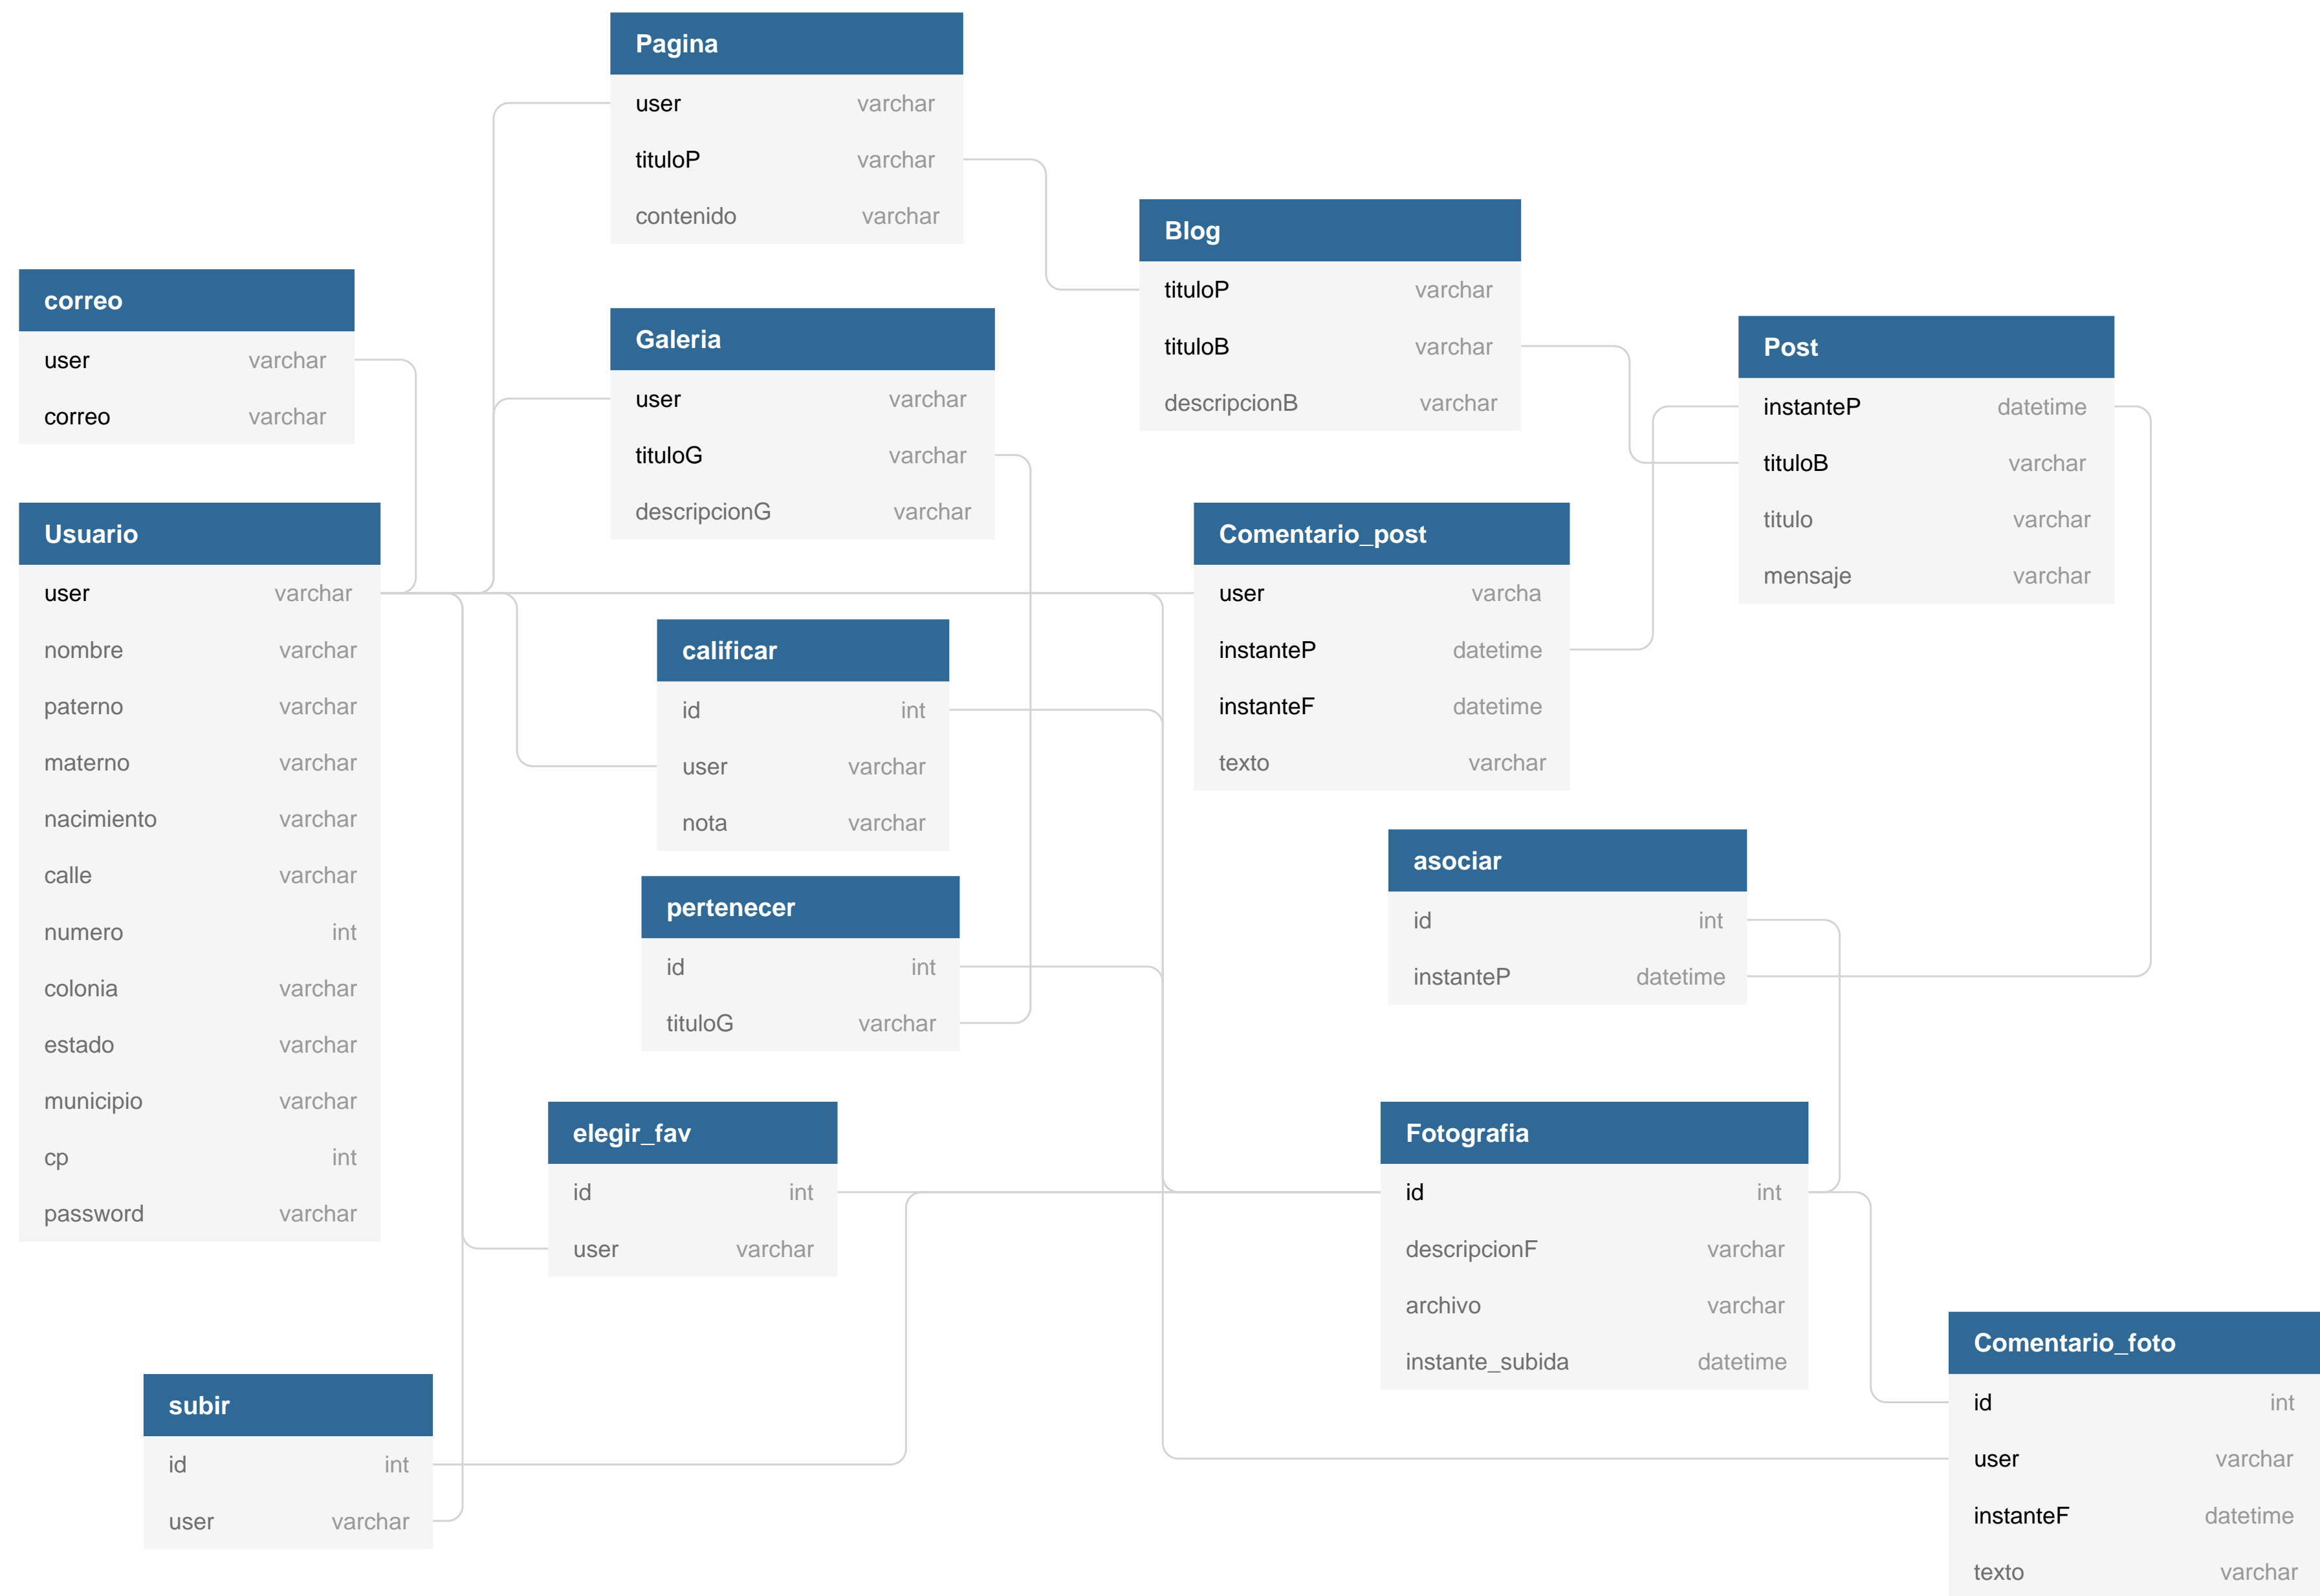 Pagina
user varchar
tituloP varchar
contenido varchar
Blog
tituloP varchar
tituloB varchar
descripcionB varchar
correo
user varchar
correo varchar
Galeria
user varchar
tituloG varchar
descripcionG varchar
Post
instanteP datetime
tituloB varchar
titulo varchar
mensaje varchar
Usuario
user varchar
nombre varchar
paterno varchar
materno varchar
nacimiento varchar
calle varchar
numero int
colonia varchar
estado varchar
municipio varchar
cp int
password varchar
Comentario_post
user varcha
instanteP datetime
instanteF datetime
texto varchar
calificar
id int
user varchar
nota varchar
asociar
id int
instanteP datetime
pertenecer
id int
tituloG varchar
elegir_fav
id int
user varchar
Fotografia
id int
descripcionF varchar
archivo varchar
instante_subida datetime
Comentario_foto
id int
user varchar
instanteF datetime
texto varchar
subir
id int
user varchar